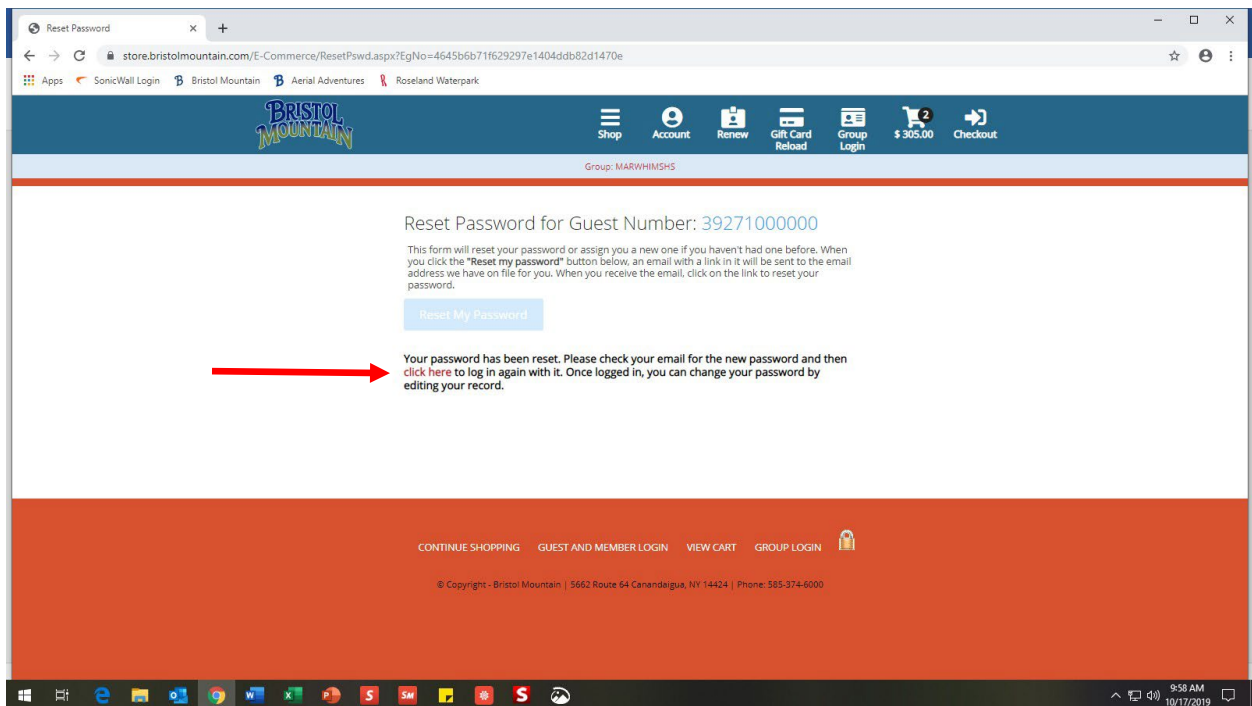 Reset Password
store.bristolmountain.com/E-Commerce/ResetPswd.aspx?EgNo=4645b6b71f629297e1404ddb82d1470e
Apps SonicWall Login Bristol Mountain Aerial Adventures Roseland Waterpark
BRISTOL
MOUNTAIN
Shop Account Renew Gift Card Reload Group Login 2 $ 305.00 Checkout
Group: MARWHIMSHS
Reset Password for Guest Number: 39271000000
This form will reset your password or assign you a new one if you haven't had one before. When
you click the "Reset my password" button below, an email with a link in it will be sent to the email
address we have on file for you. When you receive the email, click on the link to reset your
password.
Reset My Password
Your password has been reset. Please check your email for the new password and then
click here to log in again with it. Once logged in, you can change your password by
editing your record.
CONTINUE SHOPPING GUEST AND MEMBER LOGIN VIEW CART GROUP LOGIN
© Copyright - Bristol Mountain | 5662 Route 64 Canandaigua, NY 14424 | Phone: 585-374-6000
9:58 AM
10/17/2019